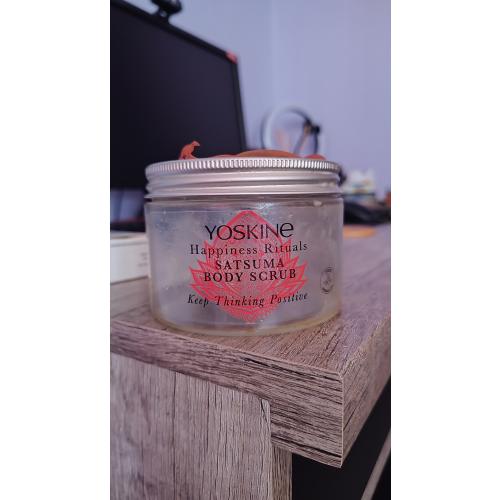 YOSKINE
Happiness Rituals
SATSUMA
BODY SCRUB
Keep Thinking Positive